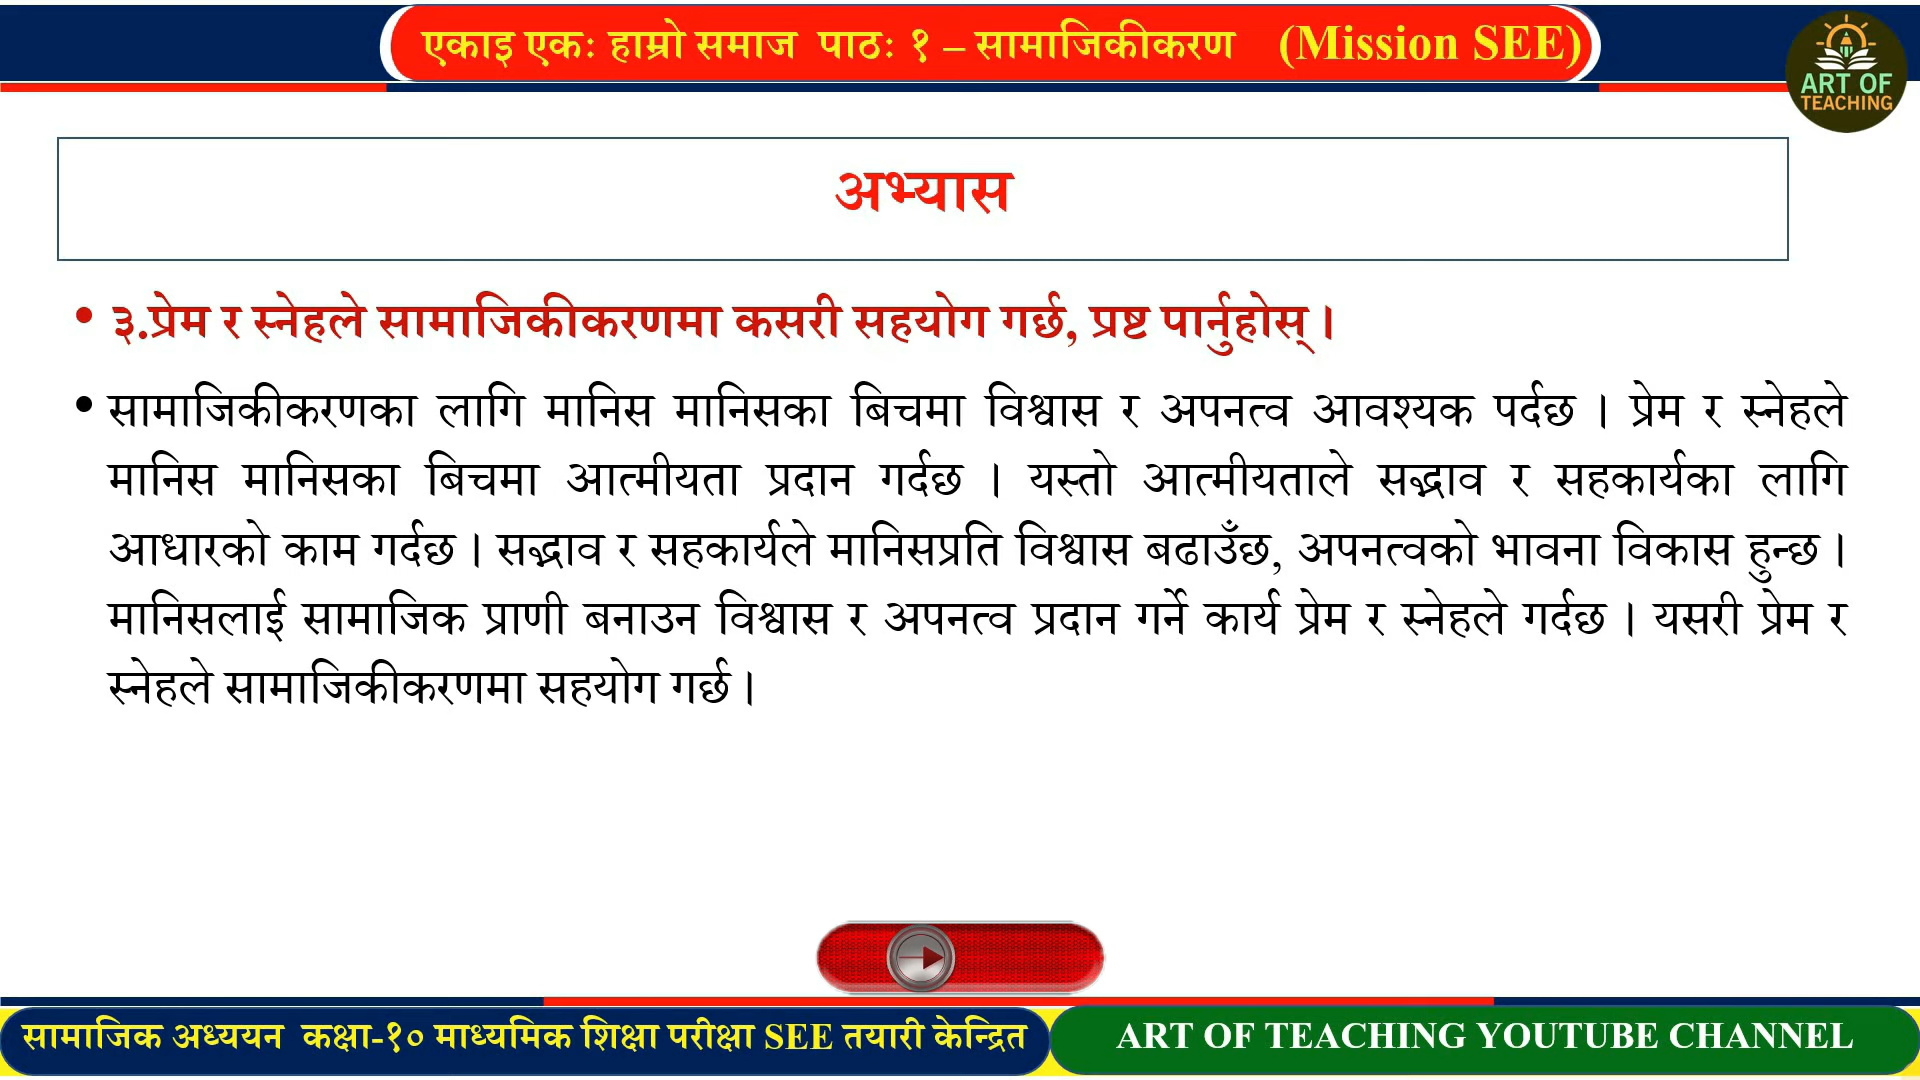 एकाइ एकः हाम्रो समाज पाठः १ – सामाजिकीकरण (Mission SEE)
ART OF
TEACHING
अभ्यास
• ३.प्रेम र स्नेहले सामाजिकीकरणमा कसरी सहयोग गर्छ, प्रष्ट पार्नुहोस् ।
• सामाजिकीकरणका लागि मानिस मानिसका बिचमा विश्वास र अपनत्व आवश्यक पर्दछ । प्रेम र स्नेहले
मानिस मानिसका बिचमा आत्मीयता प्रदान गर्दछ । यस्तो आत्मीयताले सद्भाव र सहकार्यका लागि
आधारको काम गर्दछ । सद्भाव र सहकार्यले मानिसप्रति विश्वास बढाउँछ, अपनत्वको भावना विकास हुन्छ ।
मानिसलाई सामाजिक प्राणी बनाउन विश्वास र अपनत्व प्रदान गर्ने कार्य प्रेम र स्नेहले गर्दछ । यसरी प्रेम र
स्नेहले सामाजिकीकरणमा सहयोग गर्छ ।
सामाजिक अध्ययन कक्षा-१० माध्यमिक शिक्षा परीक्षा SEE तयारी केन्द्रित
ART OF TEACHING YOUTUBE CHANNEL